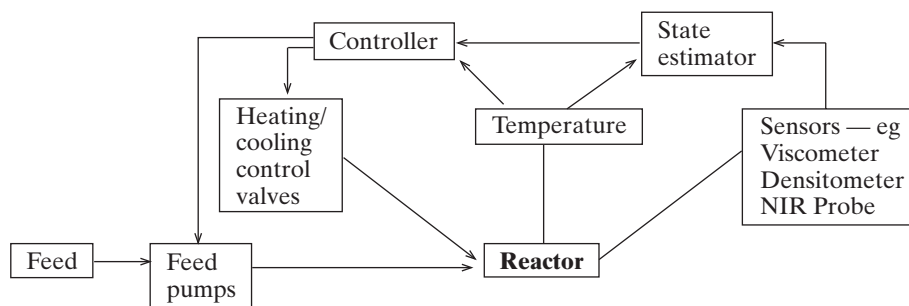 Controller
State
estimator
Heating/
cooling
control
valves
Temperature
Sensors — eg
Viscometer
Densitometer
NIR Probe
Feed
Feed
pumps
Reactor